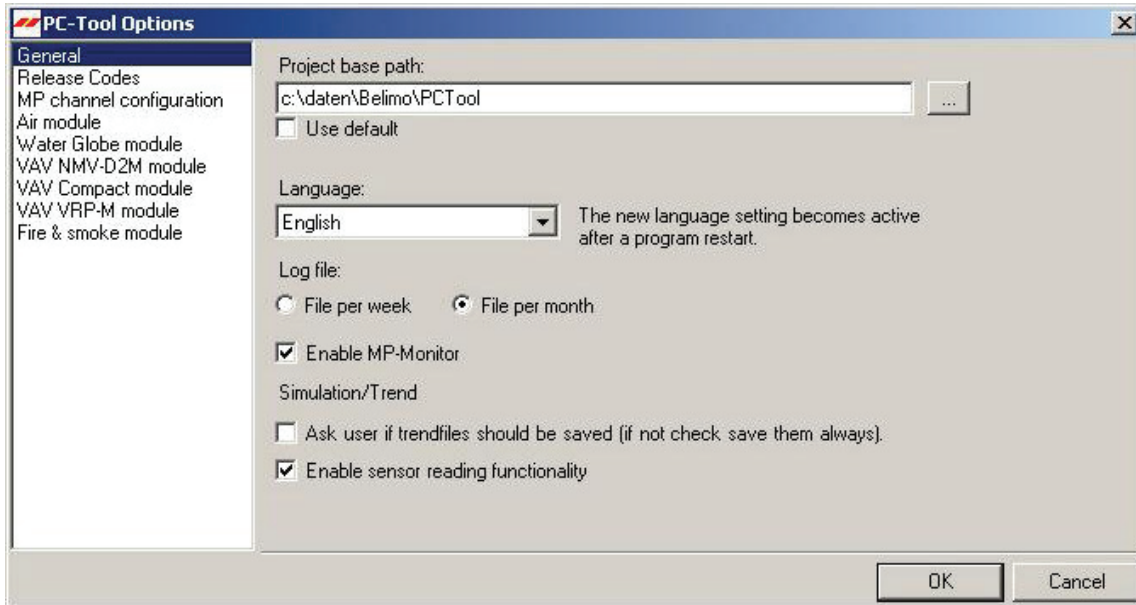 PC-Tool Options
General
Release Codes
MP channel configuration
Air module
Water Globe module
VAV NMV-D2M module
VAV Compact module
VAV VRP-M module
Fire & smoke module
Project base path:
c:\daten\Belimo\PCTool
...
Use default
Language:
English
The new language setting becomes active
after a program restart.
Log file:
File per week
File per month
Enable MP-Monitor
Simulation/Trend
Ask user if trendfiles should be saved (if not check save them always).
Enable sensor reading functionality
OK
Cancel